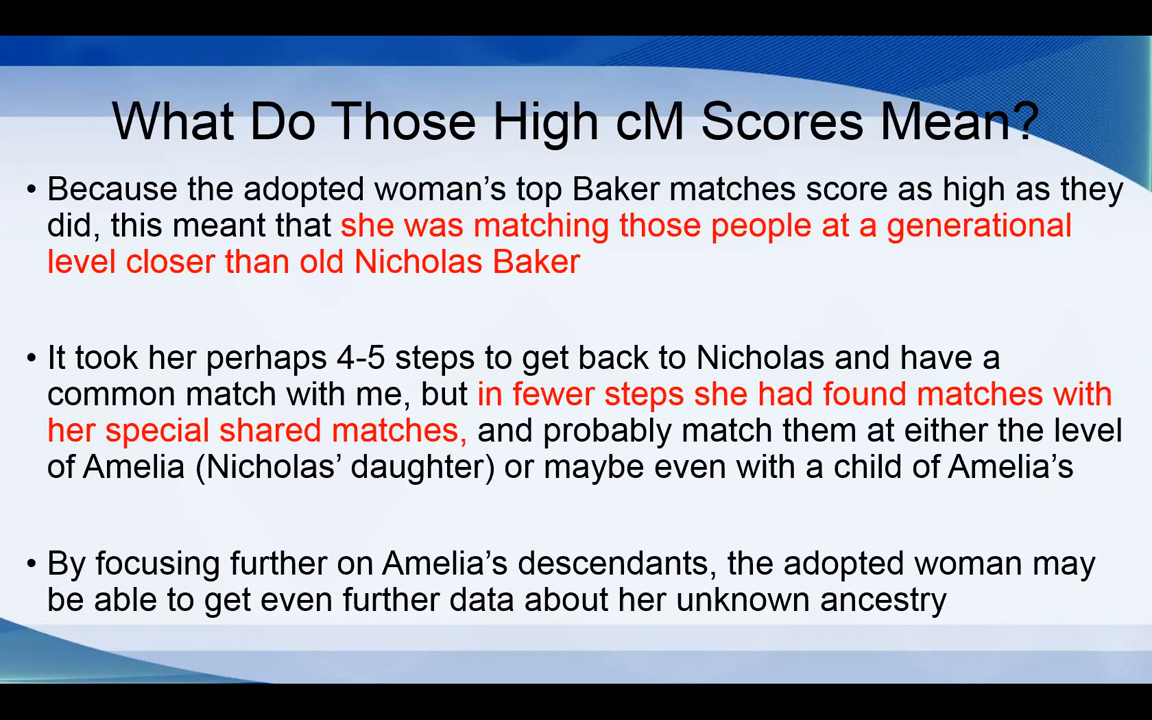 What Do Those High cM Scores Mean?
• Because the adopted woman's top Baker matches score as high as they
did, this meant that she was matching those people at a generational
level closer than old Nicholas Baker
• It took her perhaps 4-5 steps to get back to Nicholas and have a
common match with me, but in fewer steps she had found matches with
her special shared matches, and probably match them at either the level
of Amelia (Nicholas' daughter) or maybe even with a child of Amelia's
• By focusing further on Amelia's descendants, the adopted woman may
be able to get even further data about her unknown ancestry